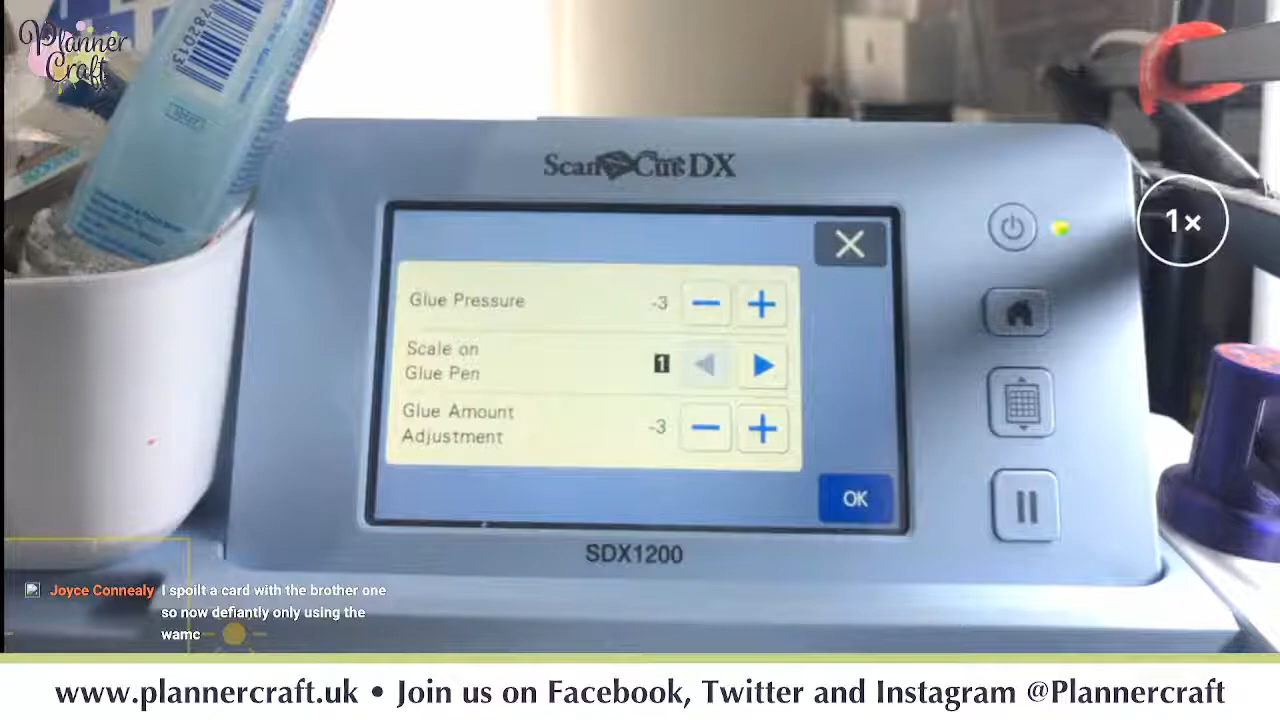 Planner
Craft
782013
ScanNCut DX
Glue Pressure -3
Scale on
Glue Pen 1
Glue Amount
Adjustment -3
OK
SDX1200
1×
Joyce Connealy I spoilt a card with the brother one
so now defiantly only using the
wamc
www.plannercraft.uk • Join us on Facebook, Twitter and Instagram @Plannercraft